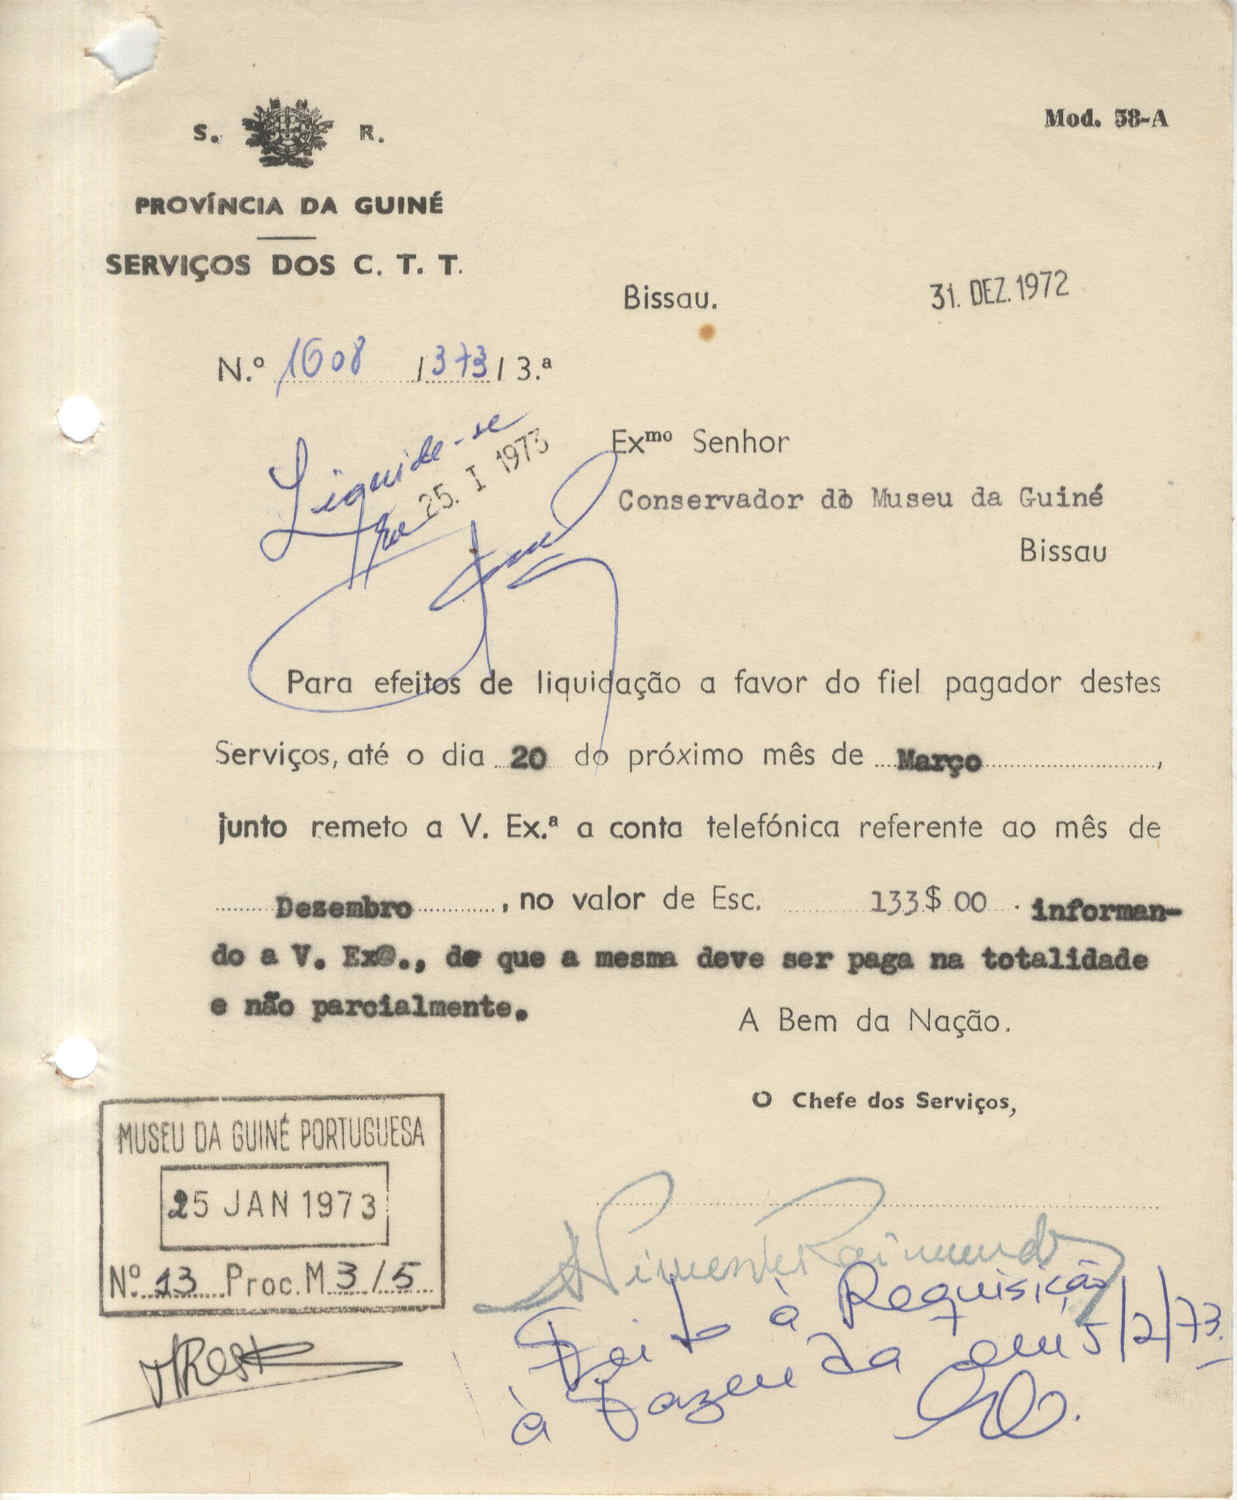 Mod. 58-A
S. R.
PROVÍNCIA DA GUINÉ
SERVIÇOS DOS C. T. T.
Bissau. 31. DEZ. 1972
N.º 1608 / 373 / 3.ª
Liquide-se
25. I 1973
Exmo Senhor
Conservador do Museu da Guiné
Bissau
Para efeitos de liquidação a favor do fiel pagador destes
Serviços, até o dia 20 do próximo mês de Março,
junto remeto a V. Ex.ª a conta telefónica referente ao mês de
Dezembro, no valor de Esc. 133$00. informan-
do a V. Exª., de que a mesma deve ser paga na totalidade
e não parcialmente.
A Bem da Nação.
O Chefe dos Serviços,
MUSEU DA GUINÉ PORTUGUESA
25 JAN 1973
Nº 13 Proc. M 3/5
Pimentel Raimundo
Feito à Requisição
à Fazenda em 5/2/73.